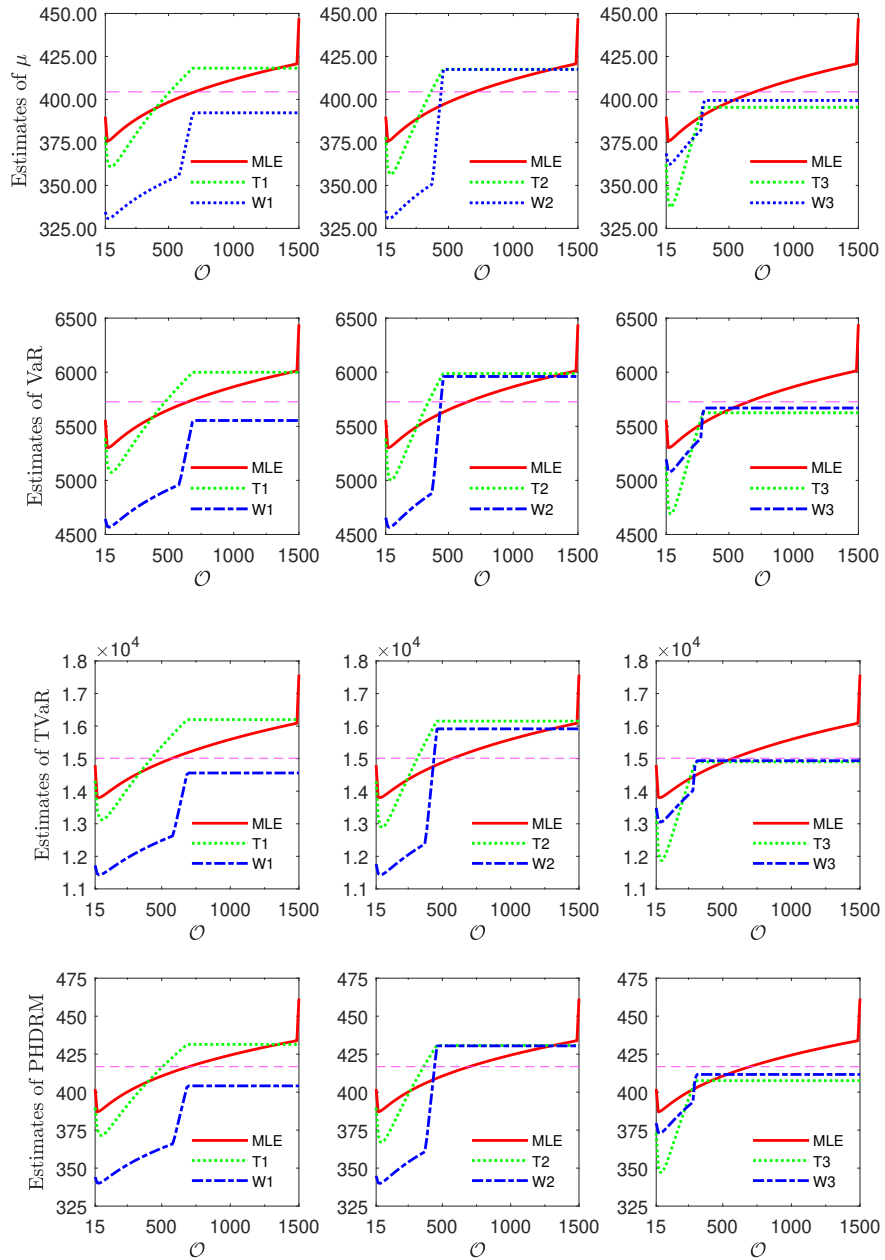 Estimates of μ
450.00
425.00
400.00
375.00
350.00
325.00
MLE
T1
W1
15 500 1000 1500
𝒪
450.00
425.00
400.00
375.00
350.00
325.00
MLE
T2
W2
15 500 1000 1500
𝒪
450.00
425.00
400.00
375.00
350.00
325.00
MLE
T3
W3
15 500 1000 1500
𝒪
Estimates of VaR
6500
6000
5500
5000
4500
MLE
T1
W1
15 500 1000 1500
𝒪
6500
6000
5500
5000
4500
MLE
T2
W2
15 500 1000 1500
𝒪
6500
6000
5500
5000
4500
MLE
T3
W3
15 500 1000 1500
𝒪
Estimates of TVaR
×10⁴
1.8
1.7
1.6
1.5
1.4
1.3
1.2
1.1
MLE
T1
W1
15 500 1000 1500
𝒪
×10⁴
1.8
1.7
1.6
1.5
1.4
1.3
1.2
1.1
MLE
T2
W2
15 500 1000 1500
𝒪
×10⁴
1.8
1.7
1.6
1.5
1.4
1.3
1.2
1.1
MLE
T3
W3
15 500 1000 1500
𝒪
Estimates of PHDRM
475
450
425
400
375
350
325
MLE
T1
W1
15 500 1000 1500
𝒪
475
450
425
400
375
350
325
MLE
T2
W2
15 500 1000 1500
𝒪
475
450
425
400
375
350
325
MLE
T3
W3
15 500 1000 1500
𝒪